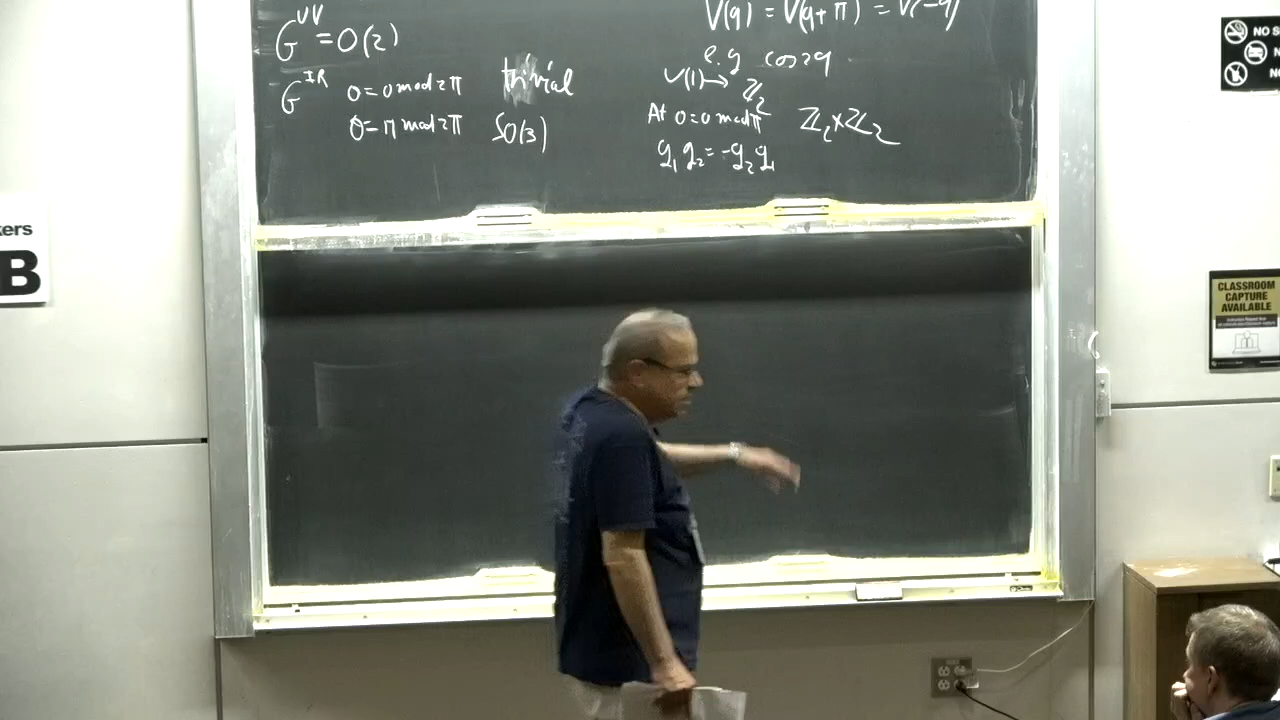 G^UV = O(2)
G^IR θ = 0 mod 2π trivial
θ = π mod 2π SO(3)
V(q) = V(q+π) = V(-q)
e.g cos 2q
U(1) → ℤ_2
At θ = 0 mod π ℤ_2 × ℤ_2
g_1 g_2 = -g_2 g_1
kers
B
NO S
N
NO
CLASSROOM
CAPTURE
AVAILABLE